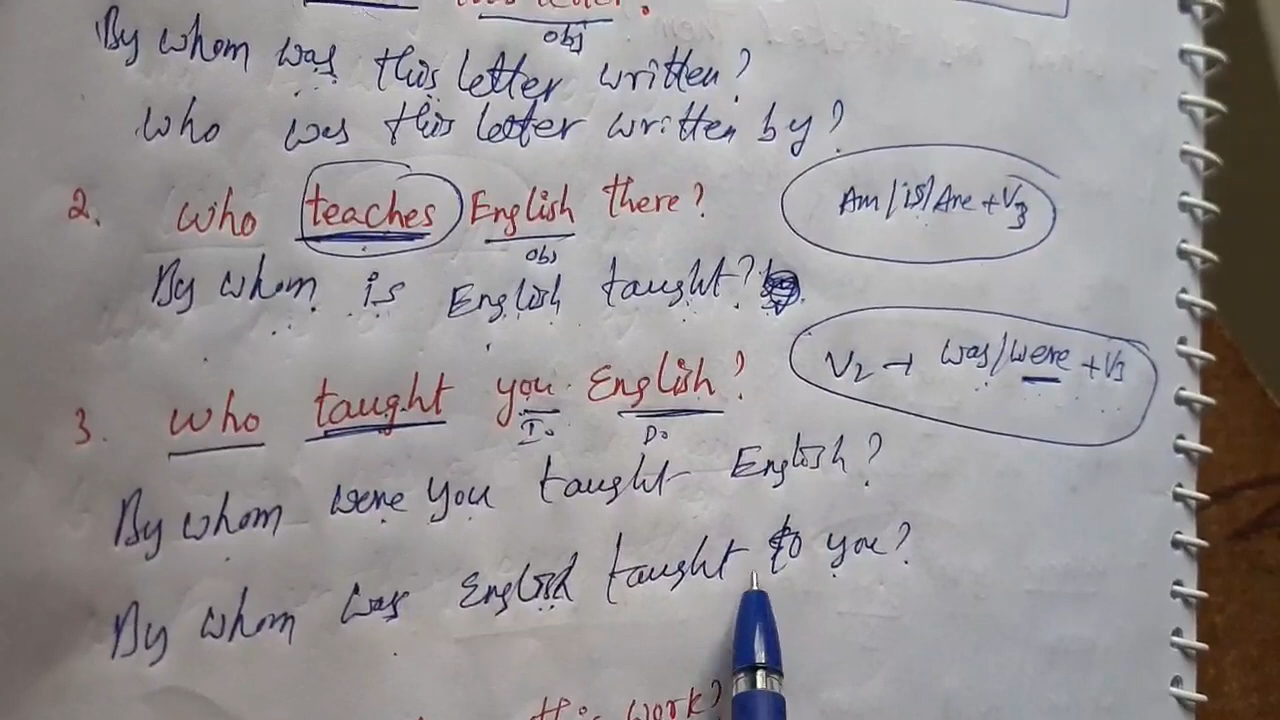 obj
By whom was this letter written?
who was this letter written by?
2. who teaches English there?
Am/is/Are+V3
obj
By whom is English taught?
V2 → was/were +V3
3. who taught you English?
Io Do
By whom were you taught English?
By whom was English taught to you?
this work?